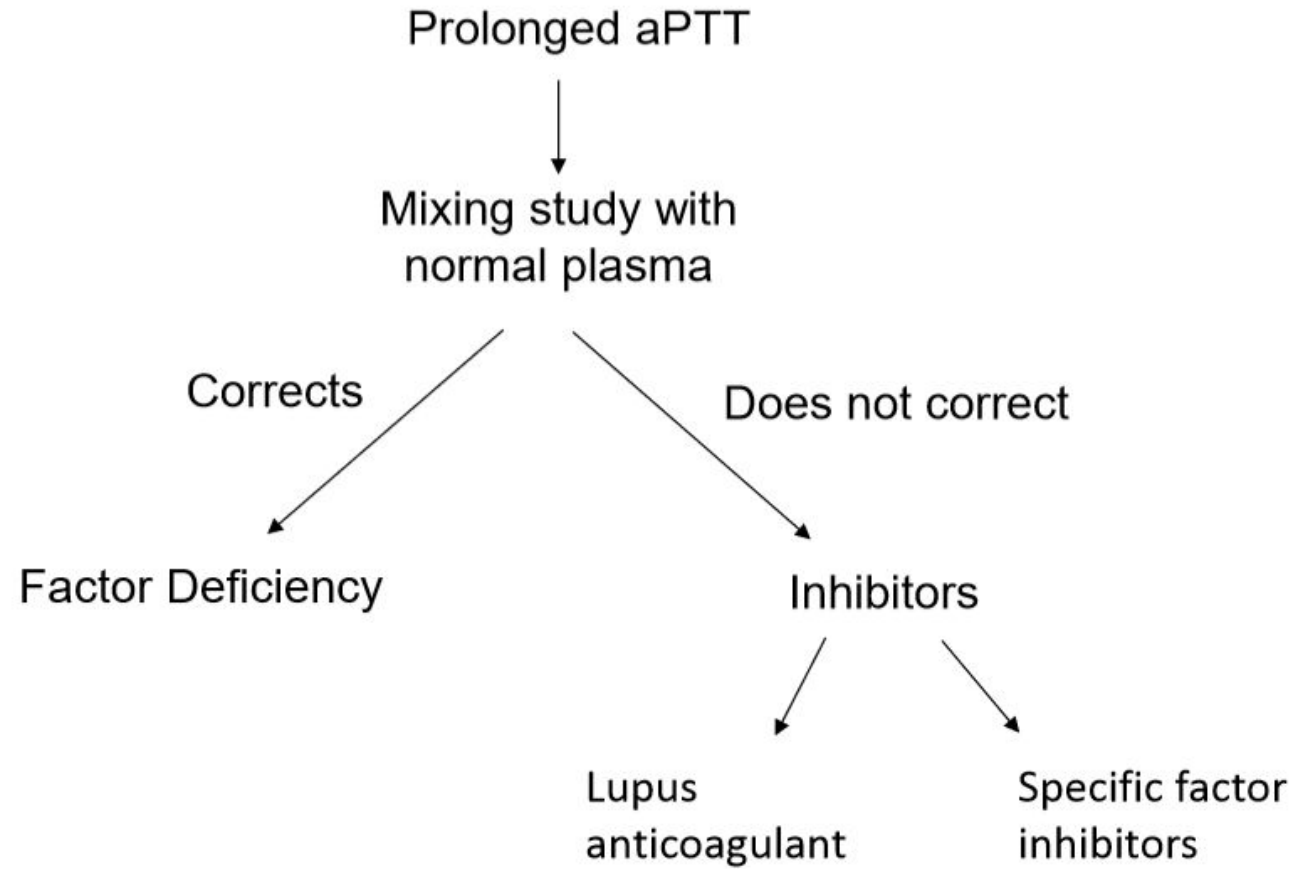 Prolonged aPTT
Mixing study with
normal plasma
Corrects
Does not correct
Factor Deficiency
Inhibitors
Lupus
anticoagulant
Specific factor
inhibitors